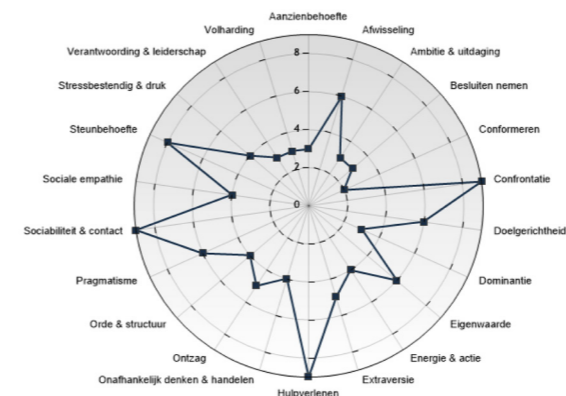 Aanzienbehoefte
Volharding
Afwisseling
Verantwoording & leiderschap
Ambitie & uitdaging
Stressbestendig & druk
Besluiten nemen
Steunbehoefte
Conformeren
Sociale empathie
Confrontatie
Sociabiliteit & contact
Doelgerichtheid
Pragmatisme
Dominantie
Orde & structuur
Eigenwaarde
Ontzag
Energie & actie
Onafhankelijk denken & handelen
Extraversie
Hulpverlenen
8
6
4
2
0